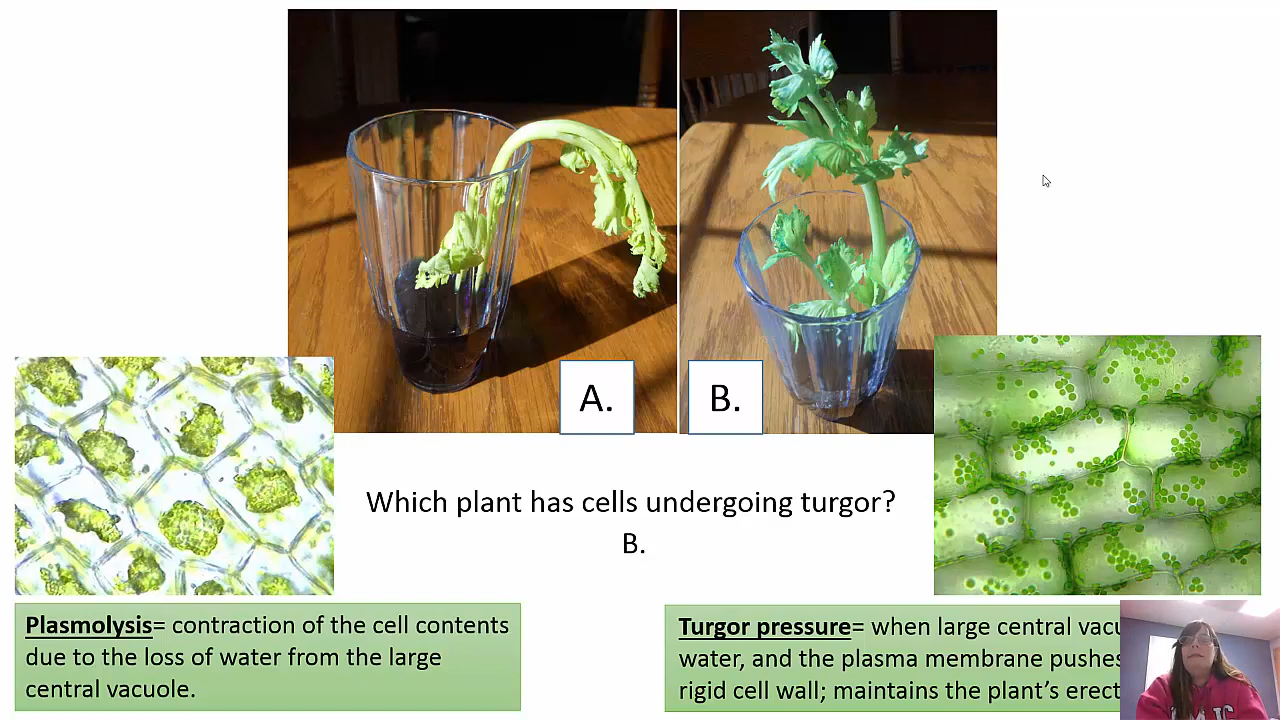 A.
B.
Which plant has cells undergoing turgor?
B.
Plasmolysis= contraction of the cell contents
due to the loss of water from the large
central vacuole.
Turgor pressure= when large central
water, and the plasma membrane pushes
rigid cell wall; maintains the plant's